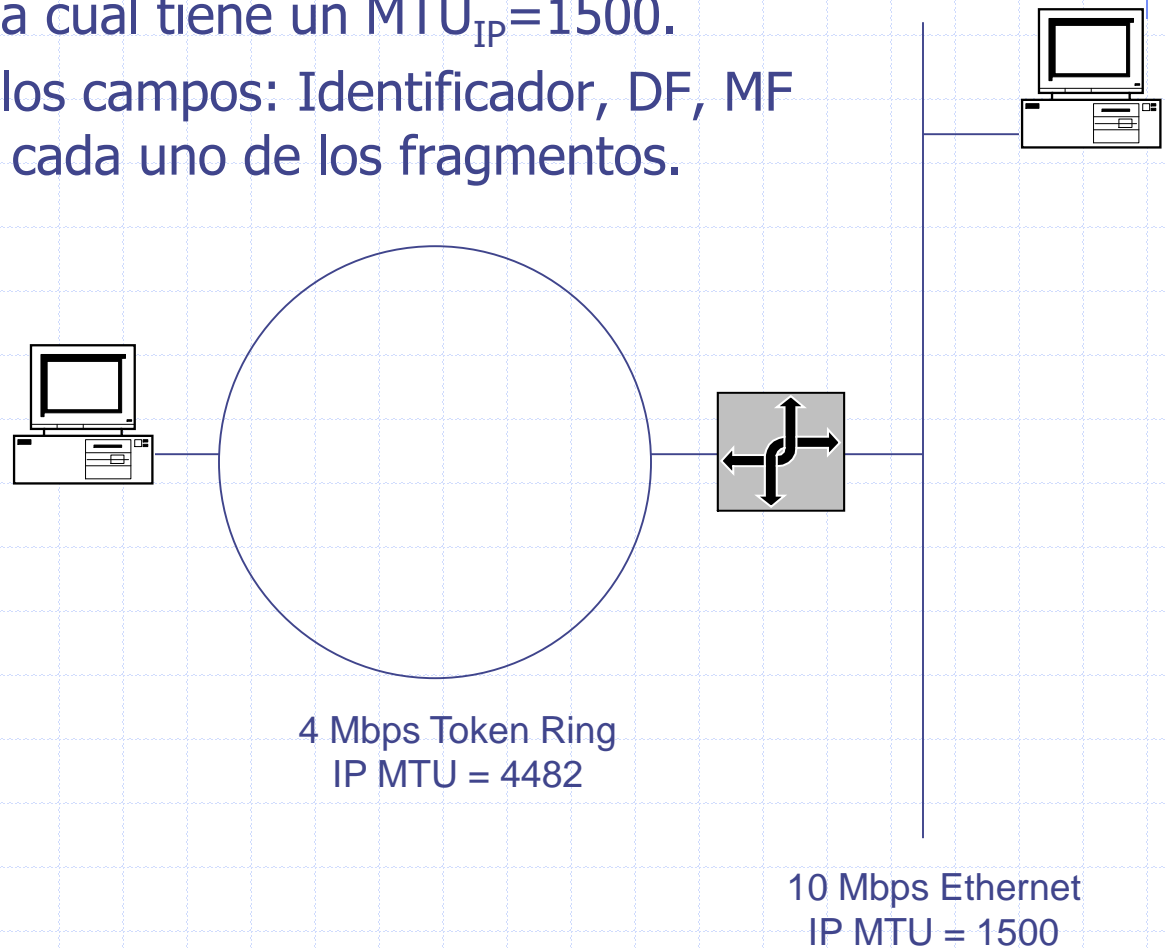 a cual tiene un MTU_IP=1500.
los campos: Identificador, DF, MF
cada uno de los fragmentos.
4 Mbps Token Ring
IP MTU = 4482
10 Mbps Ethernet
IP MTU = 1500